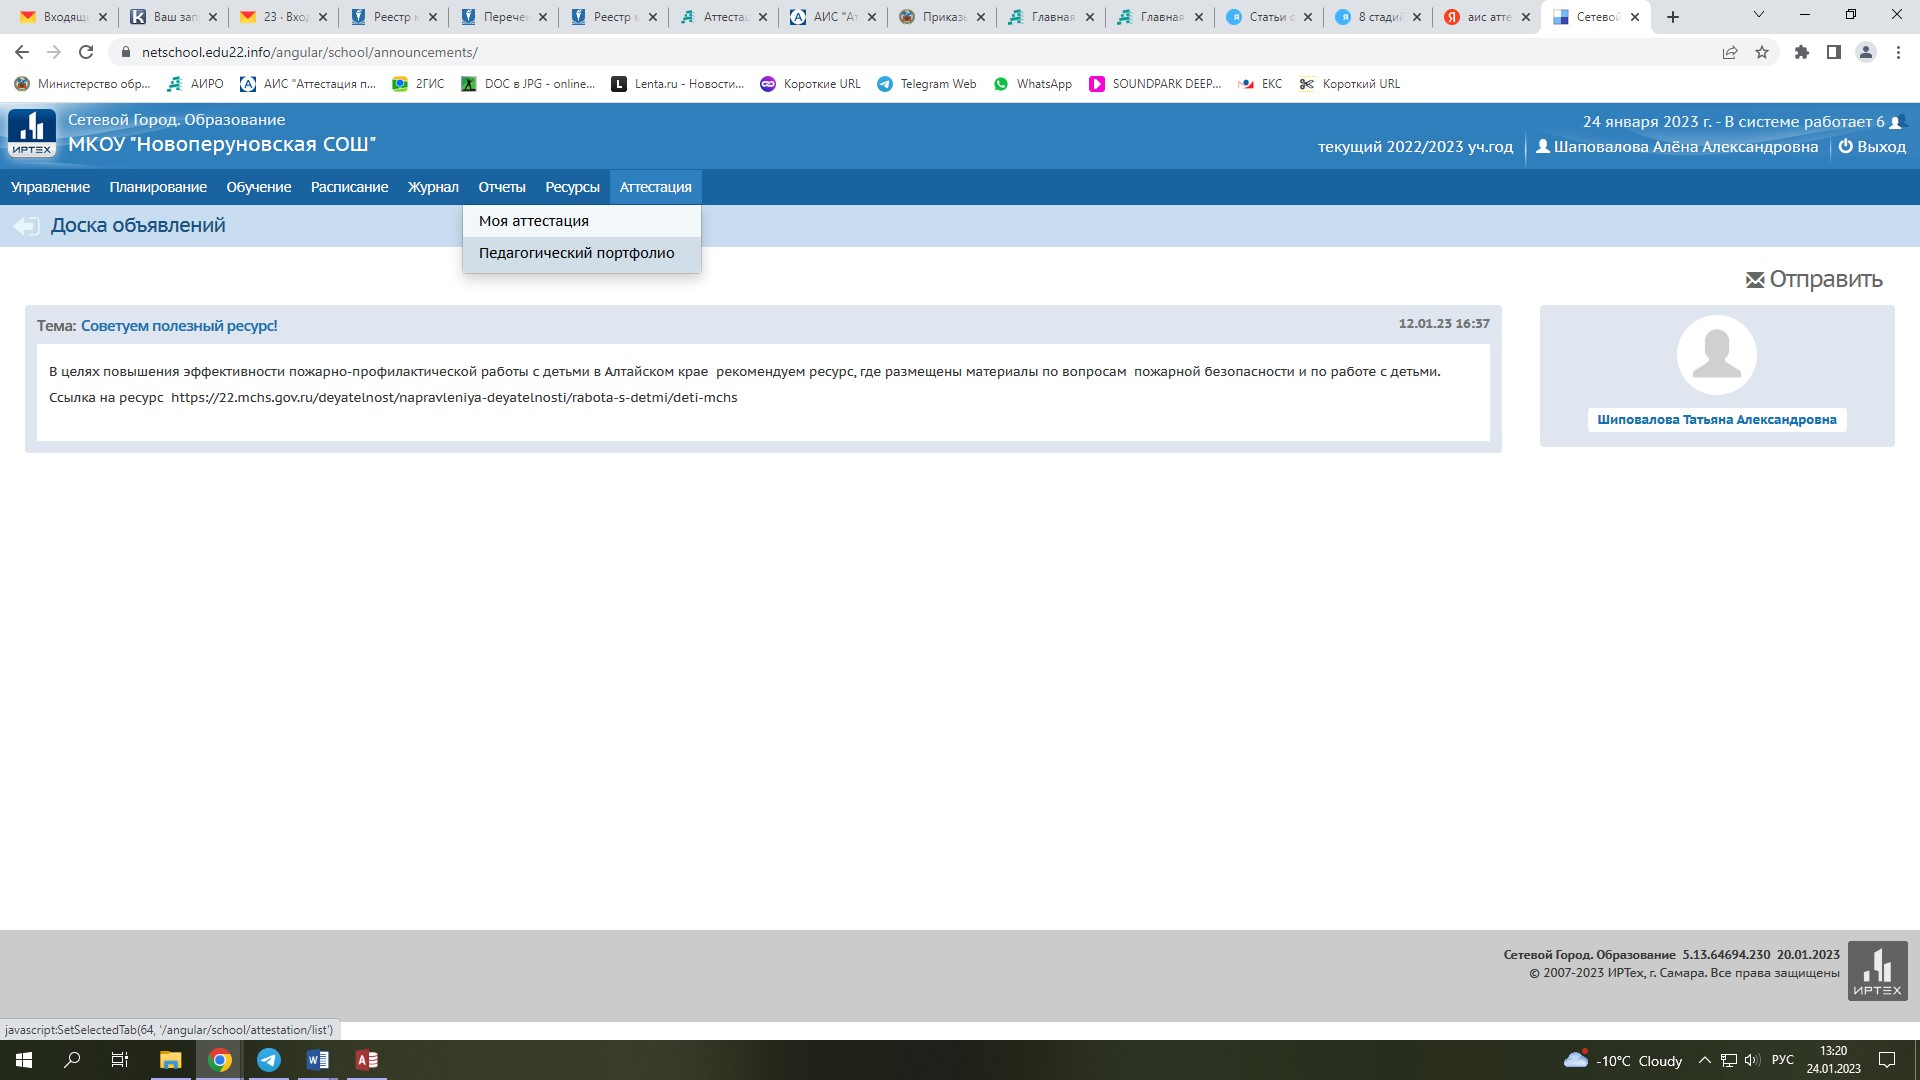 Входящи
Ваш зап
23 · Вход
Реестр м
Перечен
Реестр м
Аттестац
АИС "Ат
Приказы
Главная
Главная
Статьи с
8 стадий
аис атте
Сетевой
netschool.edu22.info/angular/school/announcements/
Министерство обр...
АИРО
АИС "Аттестация п...
2ГИС
DOC в JPG - online...
Lenta.ru - Новости...
Короткие URL
Telegram Web
WhatsApp
SOUNDPARK DEEP...
ЕКС
Короткий URL
Сетевой Город. Образование
МКОУ "Новоперуновская СОШ"
ИРТЕХ
24 января 2023 г. - В системе работает 6
текущий 2022/2023 уч.год
Шаповалова Алёна Александровна
Выход
Управление Планирование Обучение Расписание Журнал Отчеты Ресурсы Аттестация
Моя аттестация
Педагогический портфолио
Доска объявлений
Отправить
Тема: Советуем полезный ресурс!
12.01.23 16:37
В целях повышения эффективности пожарно-профилактической работы с детьми в Алтайском крае рекомендуем ресурс, где размещены материалы по вопросам пожарной безопасности и по работе с детьми.
Ссылка на ресурс https://22.mchs.gov.ru/deyatelnost/napravleniya-deyatelnosti/rabota-s-detmi/deti-mchs
Шиповалова Татьяна Александровна
Сетевой Город. Образование 5.13.64694.230 20.01.2023
© 2007-2023 ИРТех, г. Самара. Все права защищены
ИРТЕХ
javascript:SetSelectedTab(64, '/angular/school/attestation/list')
-10°C Cloudy
РУС
13:20
24.01.2023